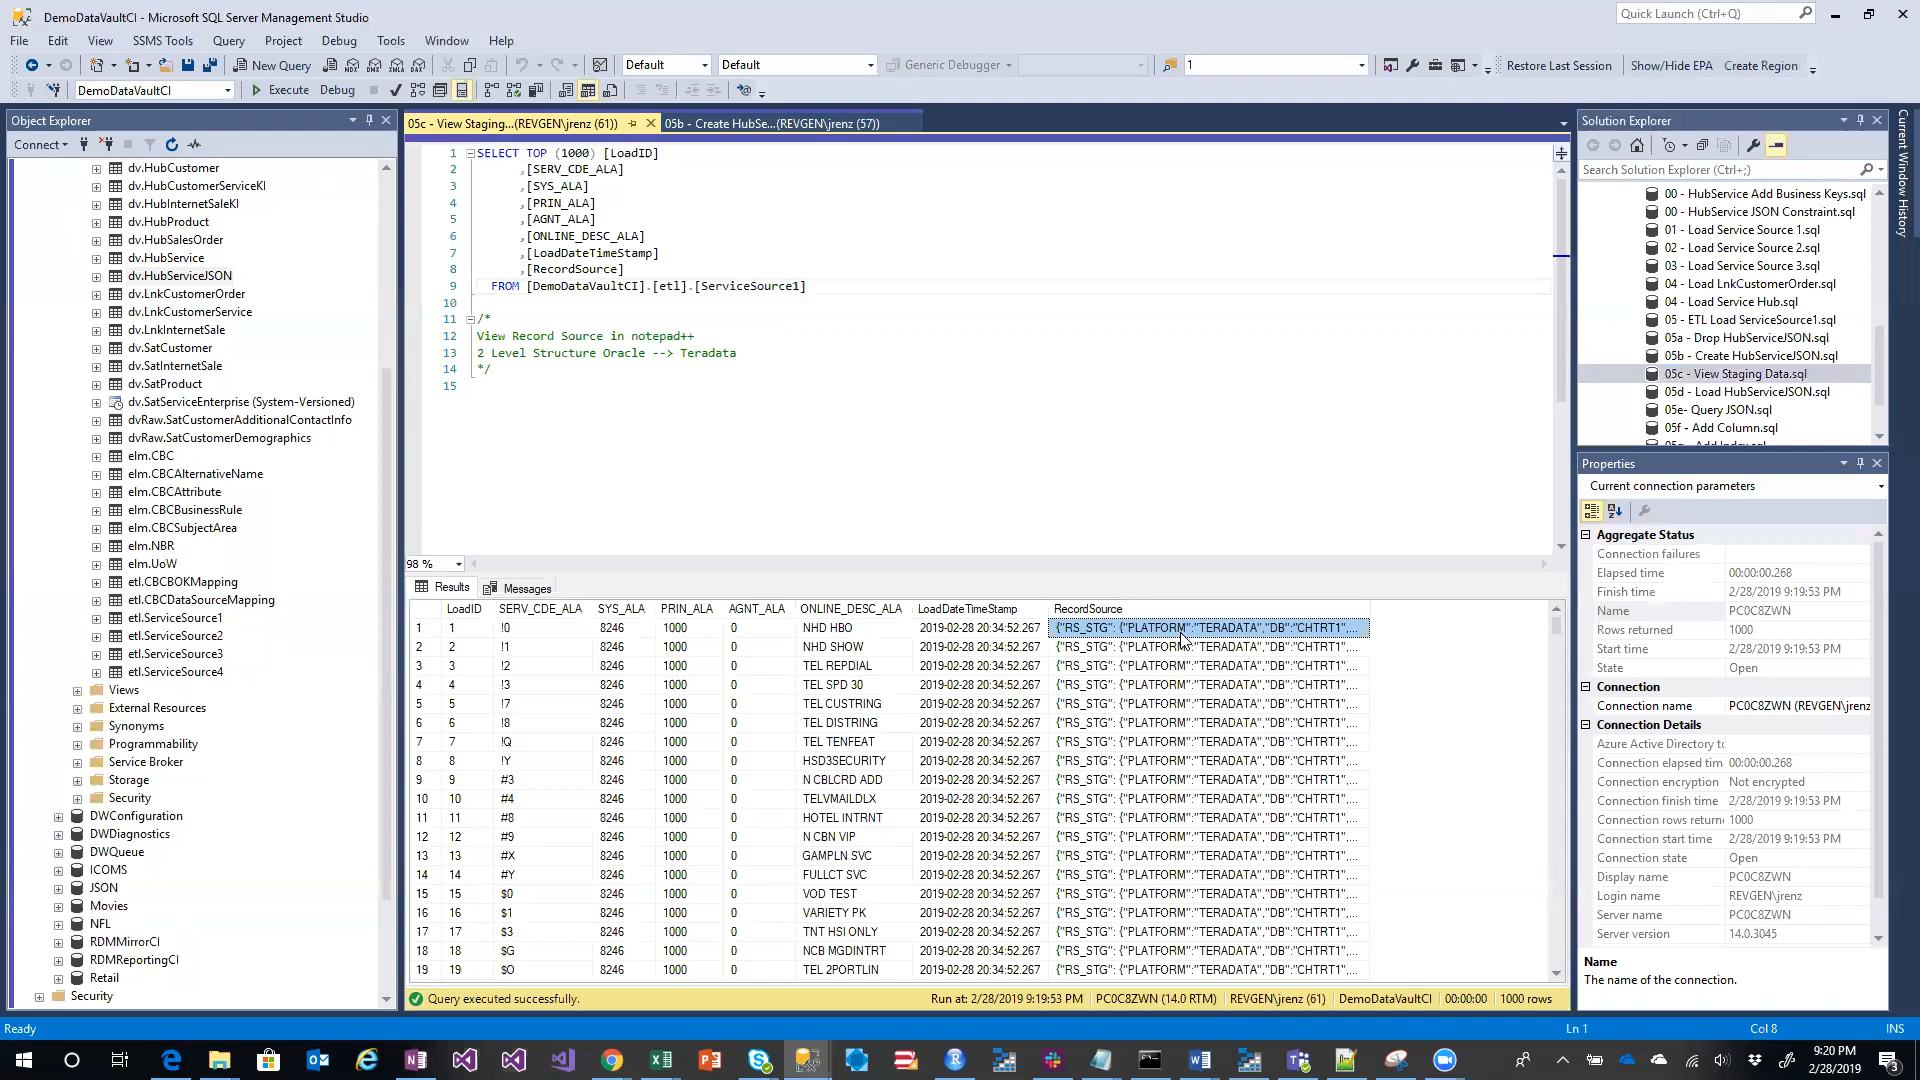 DemoDataVaultCI - Microsoft SQL Server Management Studio
Quick Launch (Ctrl+Q)
File Edit View SSMS Tools Query Project Debug Tools Window Help
New Query Default Default Generic Debugger 1 Restore Last Session Show/Hide EPA Create Region
DemoDataVaultCI Execute Debug
Object Explorer
Connect
dv.HubCustomer
dv.HubCustomerServiceKI
dv.HubInternetSaleKI
dv.HubProduct
dv.HubSalesOrder
dv.HubService
dv.HubServiceJSON
dv.LnkCustomerOrder
dv.LnkCustomerService
dv.LnkInternetSale
dv.SatCustomer
dv.SatInternetSale
dv.SatProduct
dv.SatServiceEnterprise (System-Versioned)
dvRaw.SatCustomerAdditionalContactInfo
dvRaw.SatCustomerDemographics
elm.CBC
elm.CBCAlternativeName
elm.CBCAttribute
elm.CBCBusinessRule
elm.CBCSubjectArea
elm.NBR
elm.UoW
etl.CBCBOKMapping
etl.CBCDataSourceMapping
etl.ServiceSource1
etl.ServiceSource2
etl.ServiceSource3
etl.ServiceSource4
Views
External Resources
Synonyms
Programmability
Service Broker
Storage
Security
DWConfiguration
DWDiagnostics
DWQueue
ICOMS
JSON
Movies
NFL
RDMMirrorCI
RDMReportingCI
Retail
Security
05c - View Staging...(REVGEN\jrenz (61)) 05b - Create HubSe...(REVGEN\jrenz (57))
1 SELECT TOP (1000) [LoadID]
2 ,[SERV_CDE_ALA]
3 ,[SYS_ALA]
4 ,[PRIN_ALA]
5 ,[AGNT_ALA]
6 ,[ONLINE_DESC_ALA]
7 ,[LoadDateTimeStamp]
8 ,[RecordSource]
9 FROM [DemoDataVaultCI].[etl].[ServiceSource1]
10
11 /*
12 View Record Source in notepad++
13 2 Level Structure Oracle --> Teradata
14 */
15
98 %
Results Messages
LoadID SERV_CDE_ALA SYS_ALA PRIN_ALA AGNT_ALA ONLINE_DESC_ALA LoadDateTimeStamp RecordSource
1 1 !0 8246 1000 0 NHD HBO 2019-02-28 20:34:52.267 {"RS_STG": {"PLATFORM":"TERADATA","DB":"CHTRT1",...
2 2 !1 8246 1000 0 NHD SHOW 2019-02-28 20:34:52.267 {"RS_STG": {"PLATFORM":"TERADATA","DB":"CHTRT1",...
3 3 !2 8246 1000 0 TEL REPDIAL 2019-02-28 20:34:52.267 {"RS_STG": {"PLATFORM":"TERADATA","DB":"CHTRT1",...
4 4 !3 8246 1000 0 TEL SPD 30 2019-02-28 20:34:52.267 {"RS_STG": {"PLATFORM":"TERADATA","DB":"CHTRT1",...
5 5 !7 8246 1000 0 TEL CUSTRING 2019-02-28 20:34:52.267 {"RS_STG": {"PLATFORM":"TERADATA","DB":"CHTRT1",...
6 6 !8 8246 1000 0 TEL DISTRING 2019-02-28 20:34:52.267 {"RS_STG": {"PLATFORM":"TERADATA","DB":"CHTRT1",...
7 7 !Q 8246 1000 0 TEL TENFEAT 2019-02-28 20:34:52.267 {"RS_STG": {"PLATFORM":"TERADATA","DB":"CHTRT1",...
8 8 !Y 8246 1000 0 HSD3SECURITY 2019-02-28 20:34:52.267 {"RS_STG": {"PLATFORM":"TERADATA","DB":"CHTRT1",...
9 9 #3 8246 1000 0 N CBLCRD ADD 2019-02-28 20:34:52.267 {"RS_STG": {"PLATFORM":"TERADATA","DB":"CHTRT1",...
10 10 #4 8246 1000 0 TELVMAILDLX 2019-02-28 20:34:52.267 {"RS_STG": {"PLATFORM":"TERADATA","DB":"CHTRT1",...
11 11 #8 8246 1000 0 HOTEL INTRNT 2019-02-28 20:34:52.267 {"RS_STG": {"PLATFORM":"TERADATA","DB":"CHTRT1",...
12 12 #9 8246 1000 0 N CBN VIP 2019-02-28 20:34:52.267 {"RS_STG": {"PLATFORM":"TERADATA","DB":"CHTRT1",...
13 13 #X 8246 1000 0 GAMPLN SVC 2019-02-28 20:34:52.267 {"RS_STG": {"PLATFORM":"TERADATA","DB":"CHTRT1",...
14 14 #Y 8246 1000 0 FULLCT SVC 2019-02-28 20:34:52.267 {"RS_STG": {"PLATFORM":"TERADATA","DB":"CHTRT1",...
15 15 $0 8246 1000 0 VOD TEST 2019-02-28 20:34:52.267 {"RS_STG": {"PLATFORM":"TERADATA","DB":"CHTRT1",...
16 16 $1 8246 1000 0 VARIETY PK 2019-02-28 20:34:52.267 {"RS_STG": {"PLATFORM":"TERADATA","DB":"CHTRT1",...
17 17 $3 8246 1000 0 TNT HSI ONLY 2019-02-28 20:34:52.267 {"RS_STG": {"PLATFORM":"TERADATA","DB":"CHTRT1",...
18 18 $G 8246 1000 0 NCB MGDINTRT 2019-02-28 20:34:52.267 {"RS_STG": {"PLATFORM":"TERADATA","DB":"CHTRT1",...
19 19 $O 8246 1000 0 TEL 2PORTLIN 2019-02-28 20:34:52.267 {"RS_STG": {"PLATFORM":"TERADATA","DB":"CHTRT1",...
Query executed successfully. Run at: 2/28/2019 9:19:53 PM PC0C8ZWN (14.0 RTM) REVGEN\jrenz (61) DemoDataVaultCI 00:00:00 1000 rows
Solution Explorer
Search Solution Explorer (Ctrl+;)
00 - HubService Add Business Keys.sql
00 - HubService JSON Constraint.sql
01 - Load Service Source 1.sql
02 - Load Service Source 2.sql
03 - Load Service Source 3.sql
04 - Load LnkCustomerOrder.sql
04 - Load Service Hub.sql
05 - ETL Load ServiceSource1.sql
05a - Drop HubServiceJSON.sql
05b - Create HubServiceJSON.sql
05c - View Staging Data.sql
05d - Load HubServiceJSON.sql
05e- Query JSON.sql
05f - Add Column.sql
05g - Add Index.sql
Properties
Current connection parameters
Aggregate Status
Connection failures
Elapsed time 00:00:00.268
Finish time 2/28/2019 9:19:53 PM
Name PC0C8ZWN
Rows returned 1000
Start time 2/28/2019 9:19:53 PM
State Open
Connection
Connection name PC0C8ZWN (REVGEN\jrenz
Connection Details
Azure Active Directory to
Connection elapsed tim 00:00:00.268
Connection encryption Not encrypted
Connection finish time 2/28/2019 9:19:53 PM
Connection rows return 1000
Connection start time 2/28/2019 9:19:53 PM
Connection state Open
Display name PC0C8ZWN
Login name REVGEN\jrenz
Server name PC0C8ZWN
Server version 14.0.3045
Name
The name of the connection.
Current Window History
Ready Ln 1 Col 8 INS
9:20 PM
2/28/2019
3